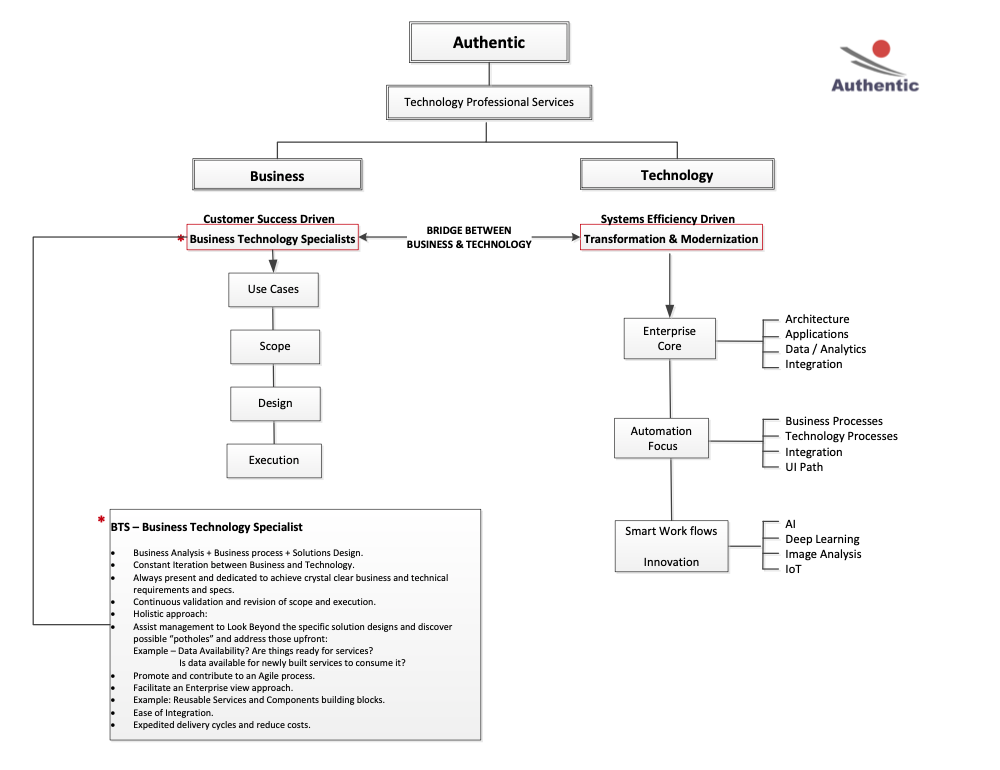 Authentic
Authentic
Technology Professional Services
Business
Technology
Customer Success Driven
* Business Technology Specialists
BRIDGE BETWEEN
BUSINESS & TECHNOLOGY
Systems Efficiency Driven
Transformation & Modernization
Use Cases
Scope
Design
Execution
Enterprise
Core
Architecture
Applications
Data / Analytics
Integration
Automation
Focus
Business Processes
Technology Processes
Integration
UI Path
Smart Work flows
Innovation
AI
Deep Learning
Image Analysis
IoT
* BTS – Business Technology Specialist
• Business Analysis + Business process + Solutions Design.
• Constant Iteration between Business and Technology.
• Always present and dedicated to achieve crystal clear business and technical
requirements and specs.
• Continuous validation and revision of scope and execution.
• Holistic approach:
• Assist management to Look Beyond the specific solution designs and discover
possible “potholes” and address those upfront:
Example – Data Availability? Are things ready for services?
Is data available for newly built services to consume it?
• Promote and contribute to an Agile process.
• Facilitate an Enterprise view approach.
• Example: Reusable Services and Components building blocks.
• Ease of Integration.
• Expedited delivery cycles and reduce costs.